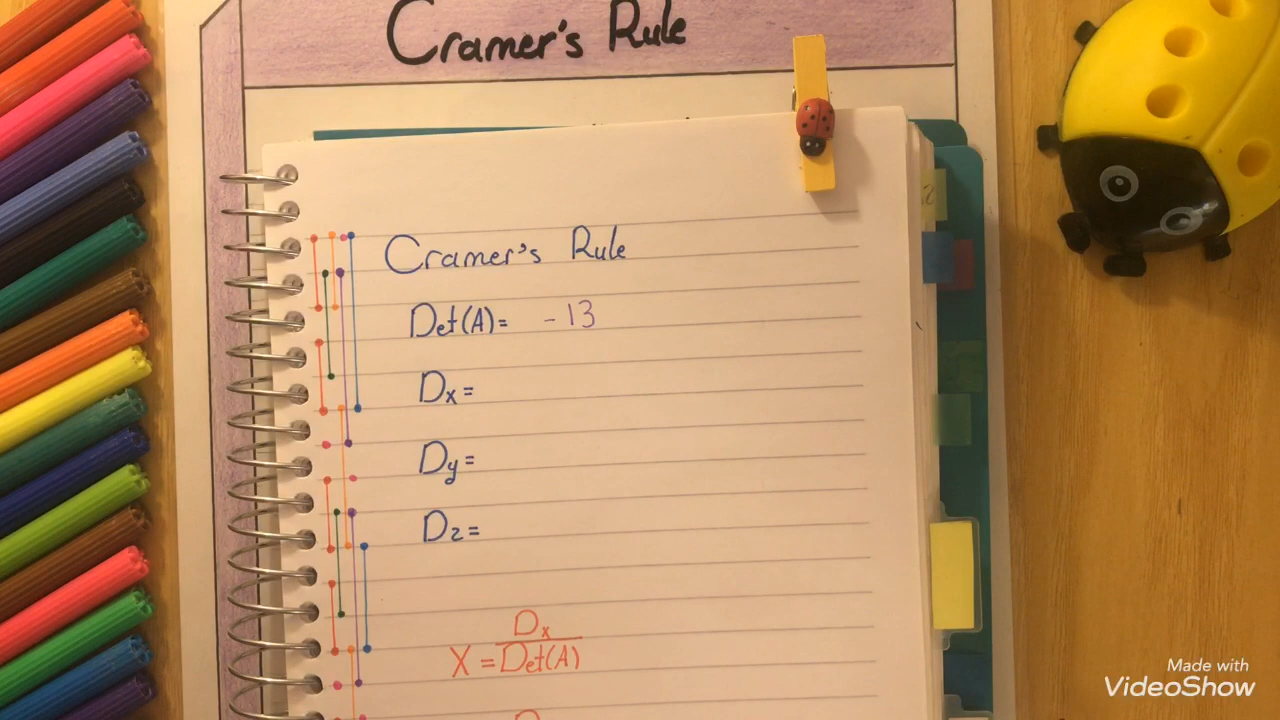 Cramer's Rule
Cramer's Rule
Det(A)= -13
Dx=
Dy=
Dz=
Dx
X = Det(A)
Made with
VideoShow